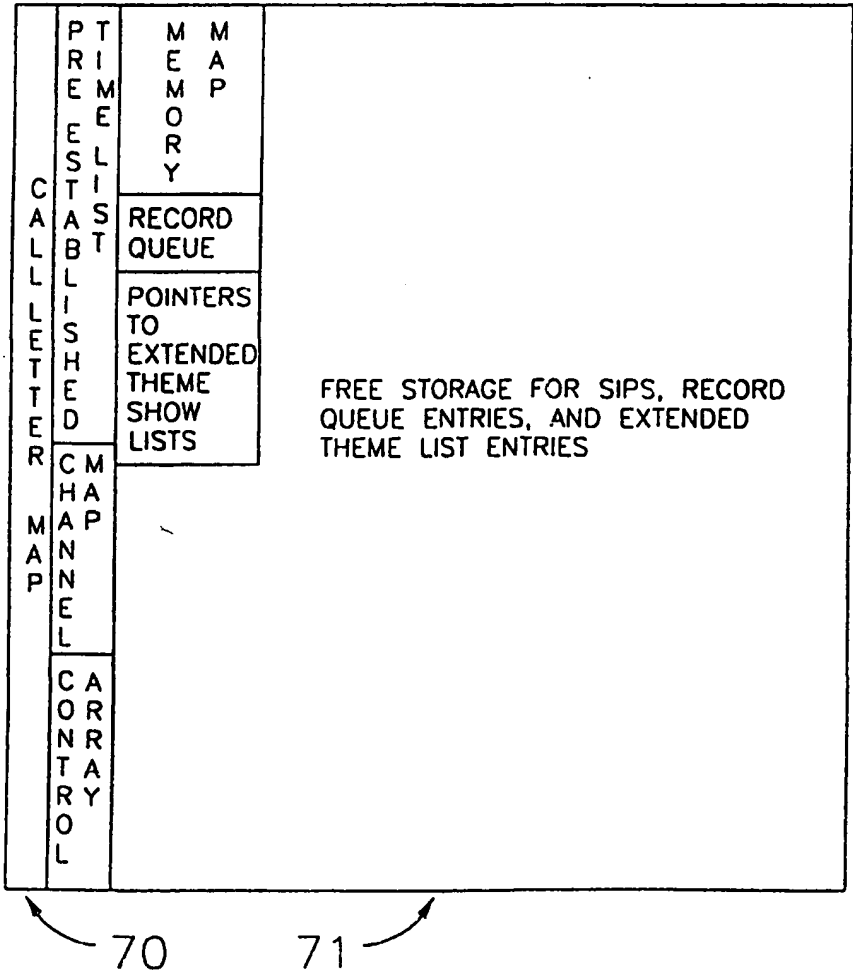 CALL LETTER MAP
PRE ESTABLISHED
TIME LIST
CHANNEL
MAP
CONTROL
ARRAY
MEMORY
MAP
RECORD
QUEUE
POINTERS
TO
EXTENDED
THEME
SHOW
LISTS
FREE STORAGE FOR SIPS, RECORD
QUEUE ENTRIES, AND EXTENDED
THEME LIST ENTRIES
70
71